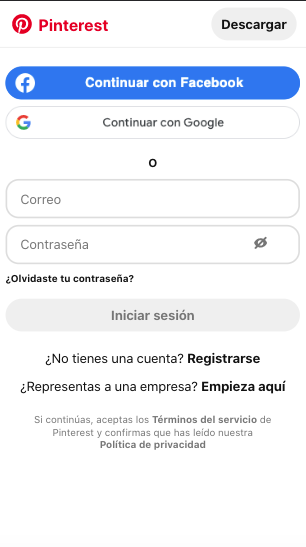 Pinterest
Descargar
Continuar con Facebook
Continuar con Google
O
Correo
Contraseña
¿Olvidaste tu contraseña?
Iniciar sesión
¿No tienes una cuenta? Registrarse
¿Representas a una empresa? Empieza aquí
Si continúas, aceptas los Términos del servicio de
Pinterest y confirmas que has leído nuestra
Política de privacidad